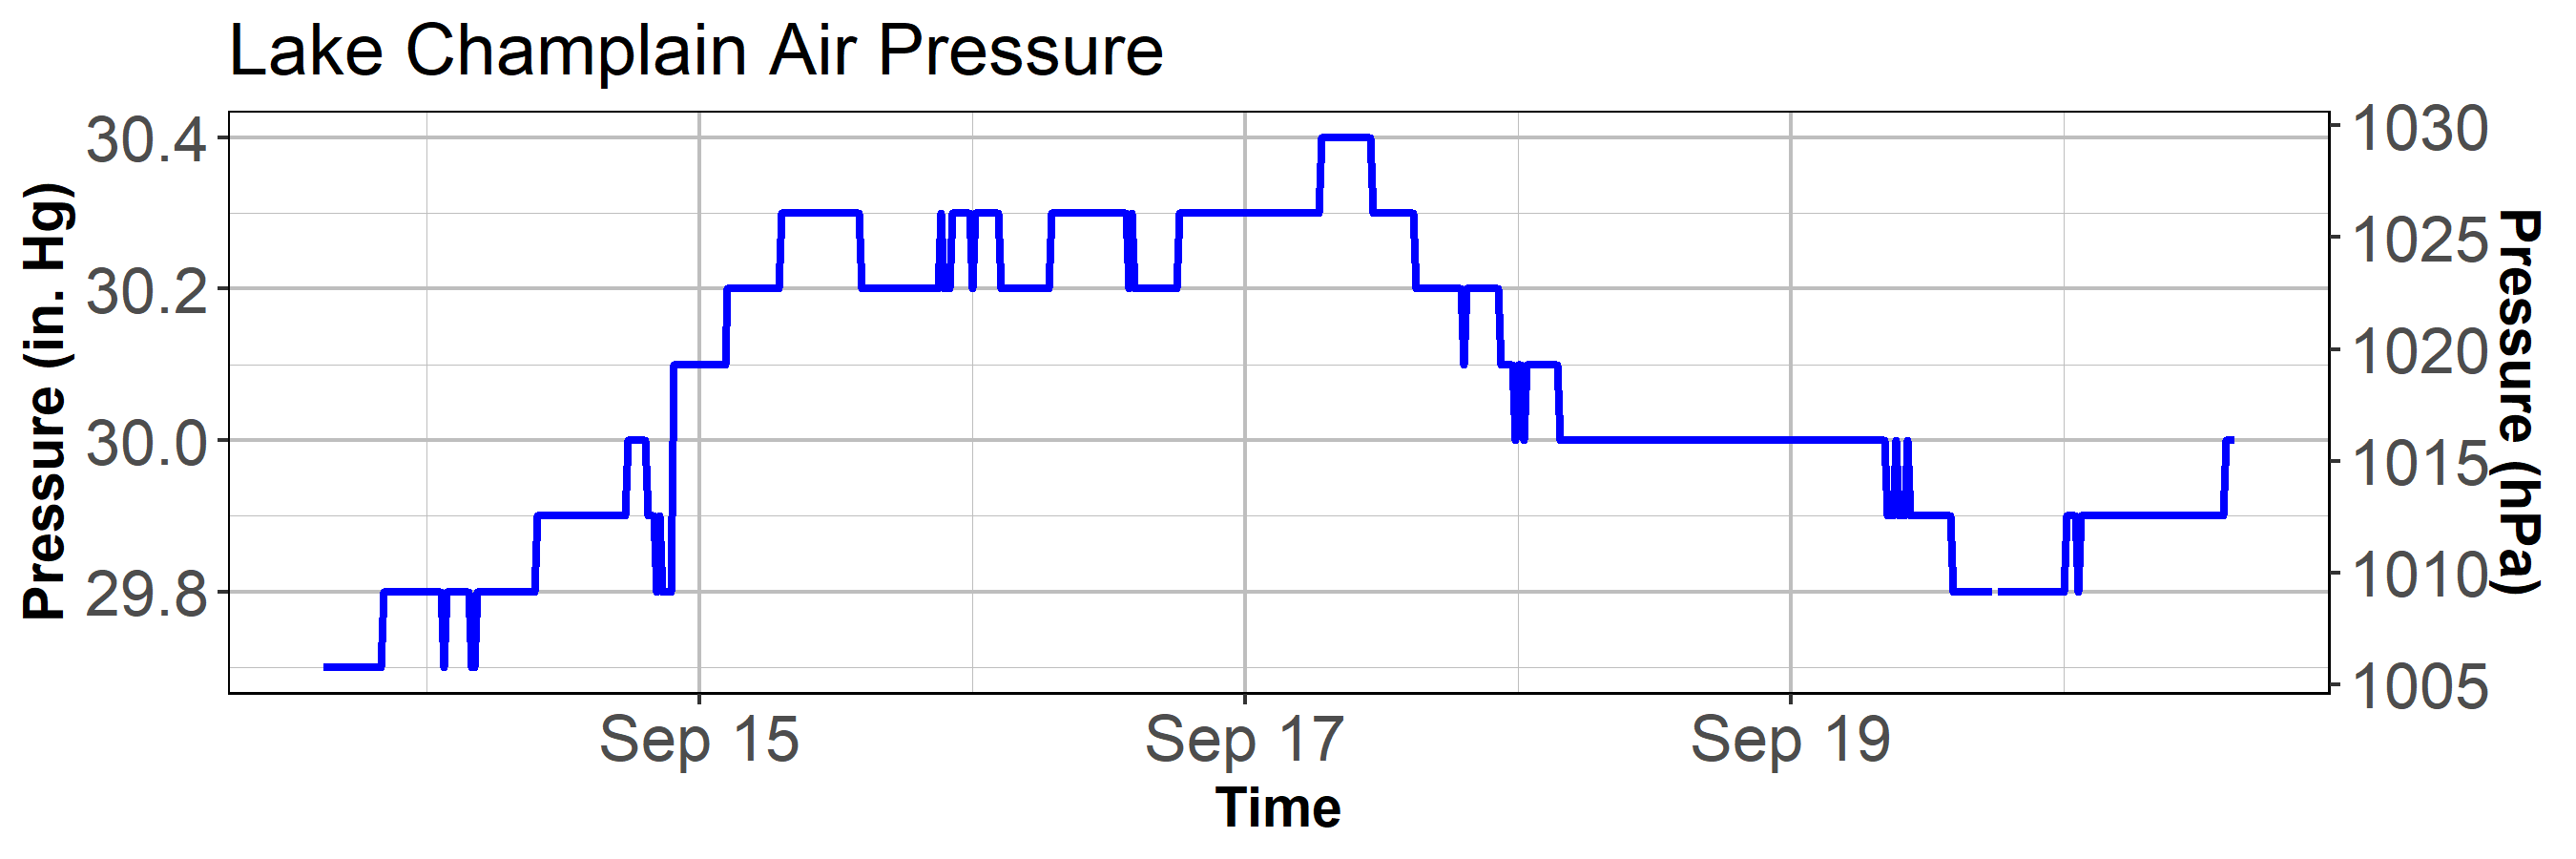 Lake Champlain Air Pressure
Pressure (in. Hg)
30.4
30.2
30.0
29.8
1030
1025
1020
1015
1010
1005
Pressure (hPa)
Sep 15
Sep 17
Sep 19
Time